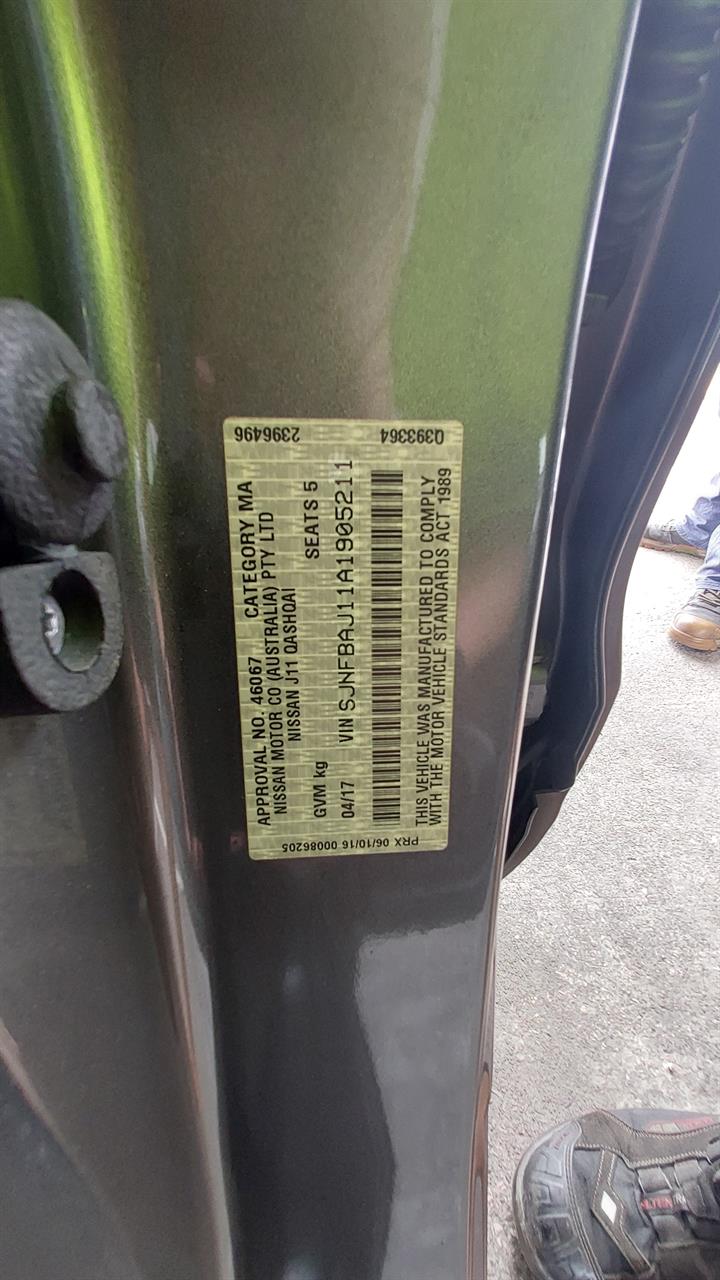 APPROVAL NO. 46067 CATEGORY MA
NISSAN MOTOR CO (AUSTRALIA) PTY LTD
NISSAN J11 QASHQAI
GVM kg SEATS 5
04/17 VIN SJNFBAJ11A1905211
THIS VEHICLE WAS MANUFACTURED TO COMPLY
WITH THE MOTOR VEHICLE STANDARDS ACT 1989
2396496
Q393364
PRX 06/10/16 00086205